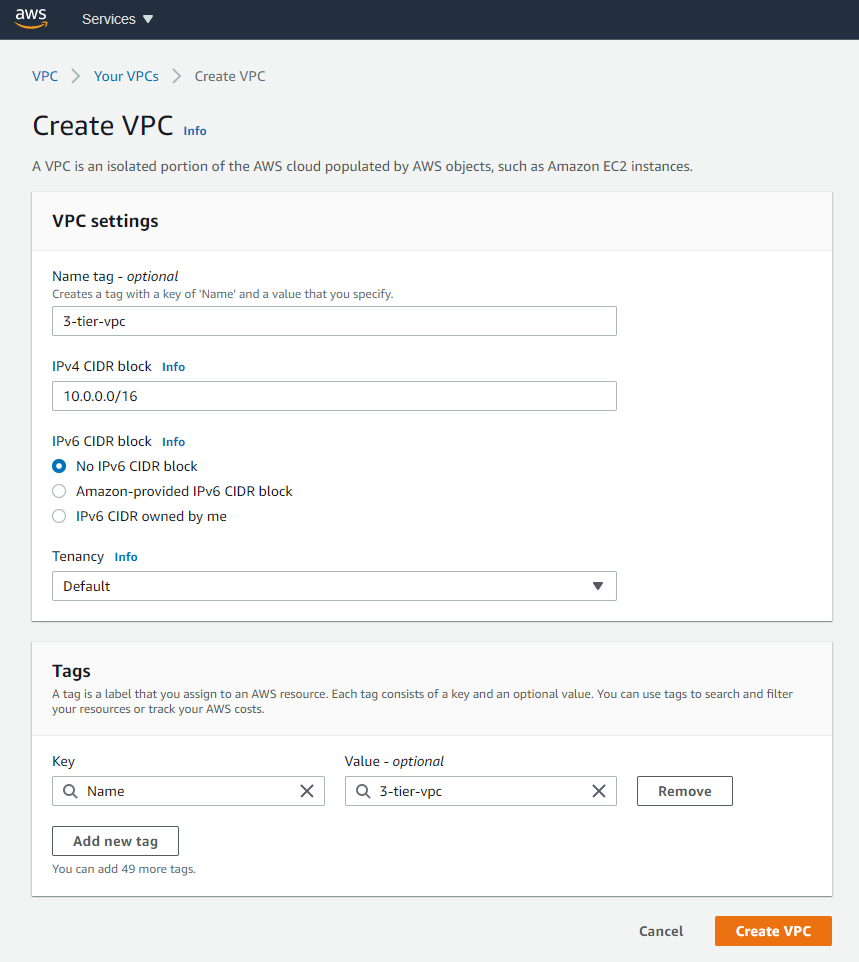 aws
Services
VPC > Your VPCs > Create VPC
Create VPC Info
A VPC is an isolated portion of the AWS cloud populated by AWS objects, such as Amazon EC2 instances.
VPC settings
Name tag - optional
Creates a tag with a key of 'Name' and a value that you specify.
3-tier-vpc
IPv4 CIDR block Info
10.0.0.0/16
IPv6 CIDR block Info
No IPv6 CIDR block
Amazon-provided IPv6 CIDR block
IPv6 CIDR owned by me
Tenancy Info
Default
Tags
A tag is a label that you assign to an AWS resource. Each tag consists of a key and an optional value. You can use tags to search and filter
your resources or track your AWS costs.
Key Value - optional
Name 3-tier-vpc Remove
Add new tag
You can add 49 more tags.
Cancel Create VPC